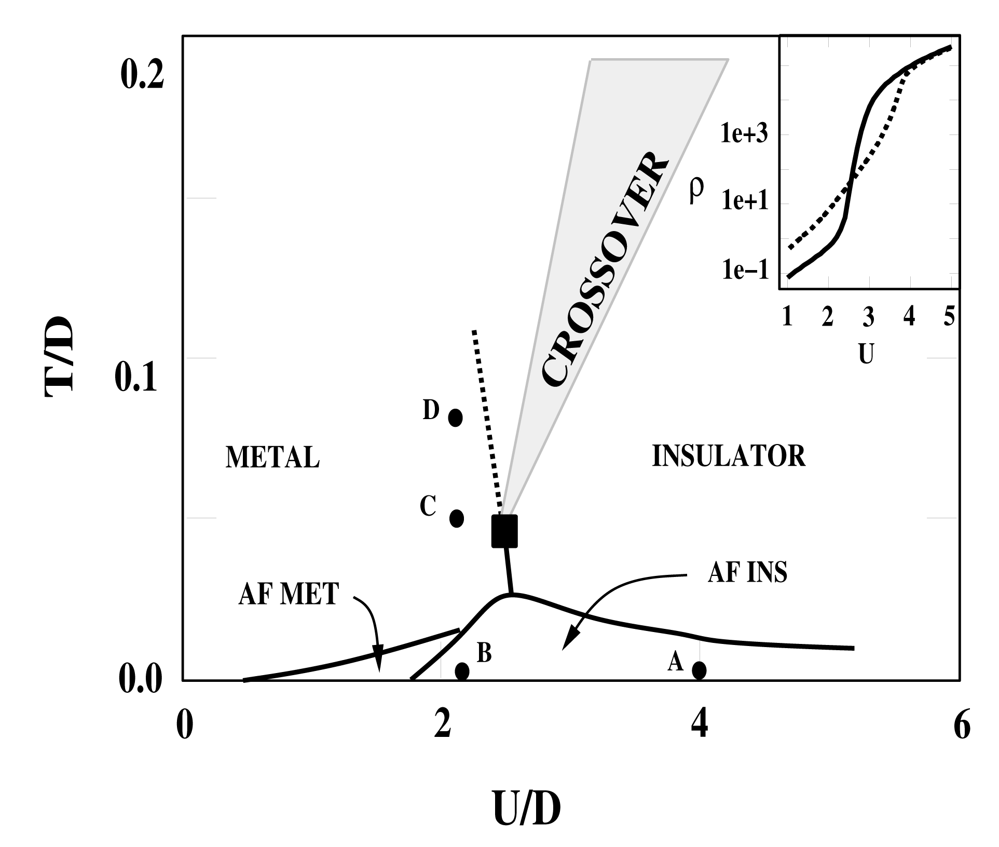 0.2
0.1
0.0
T/D
0
2
4
6
U/D
METAL
INSULATOR
CROSSOVER
AF MET
AF INS
D
C
B
A
1e+3
1e+1
1e−1
ρ
1
2
3
4
5
U